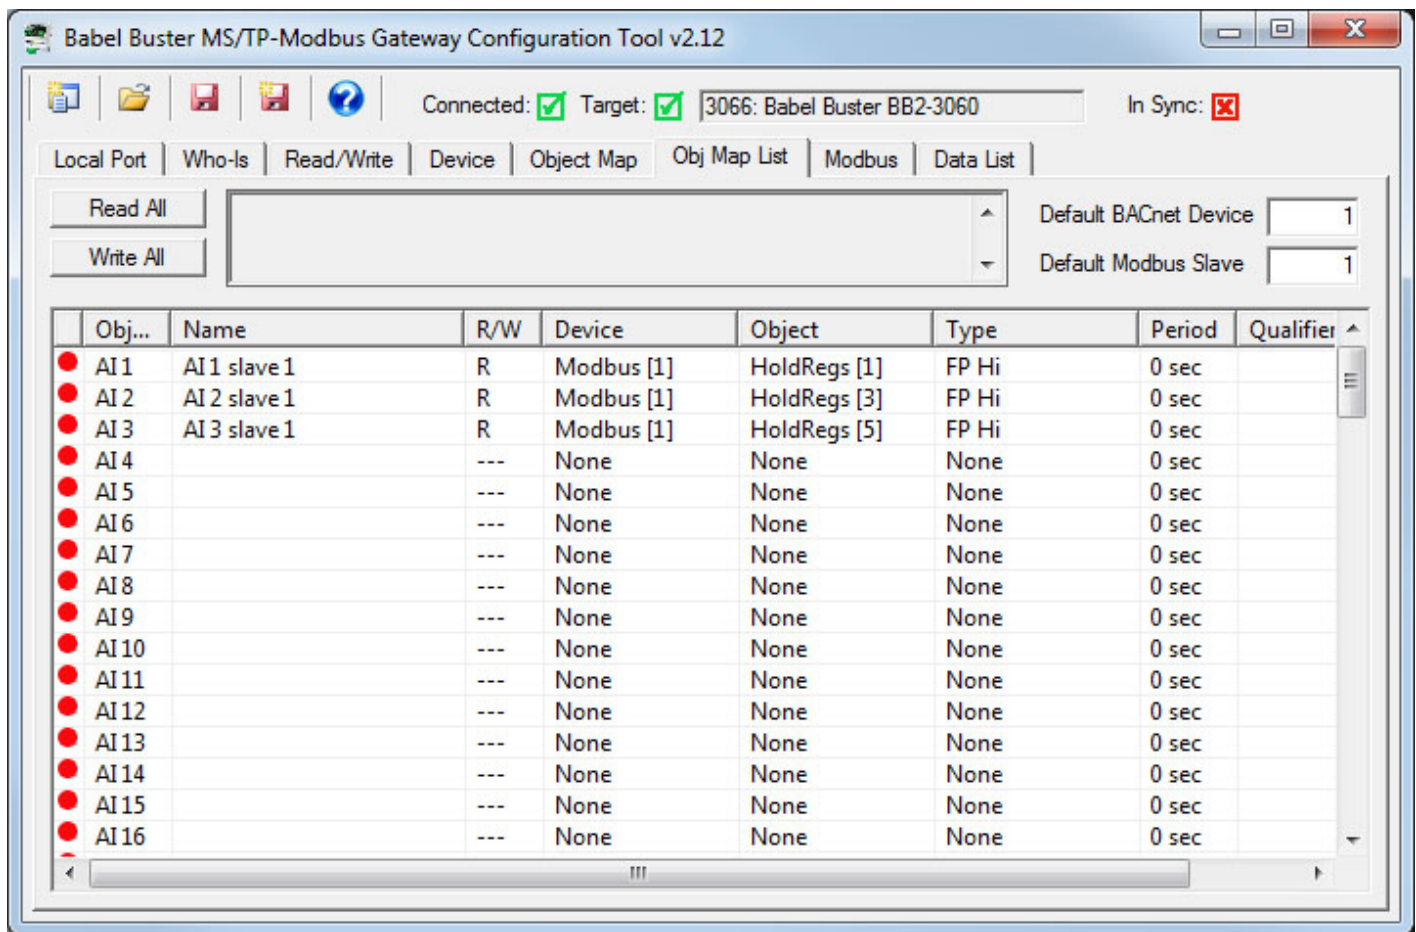 Babel Buster MS/TP-Modbus Gateway Configuration Tool v2.12
Connected: Target: 3066: Babel Buster BB2-3060 In Sync:
Local Port Who-Is Read/Write Device Object Map Obj Map List Modbus Data List
Read All Default BACnet Device 1
Write All Default Modbus Slave 1
Obj... Name R/W Device Object Type Period Qualifier
AI 1 AI 1 slave 1 R Modbus [1] HoldRegs [1] FP Hi 0 sec
AI 2 AI 2 slave 1 R Modbus [1] HoldRegs [3] FP Hi 0 sec
AI 3 AI 3 slave 1 R Modbus [1] HoldRegs [5] FP Hi 0 sec
AI 4 --- None None None 0 sec
AI 5 --- None None None 0 sec
AI 6 --- None None None 0 sec
AI 7 --- None None None 0 sec
AI 8 --- None None None 0 sec
AI 9 --- None None None 0 sec
AI 10 --- None None None 0 sec
AI 11 --- None None None 0 sec
AI 12 --- None None None 0 sec
AI 13 --- None None None 0 sec
AI 14 --- None None None 0 sec
AI 15 --- None None None 0 sec
AI 16 --- None None None 0 sec